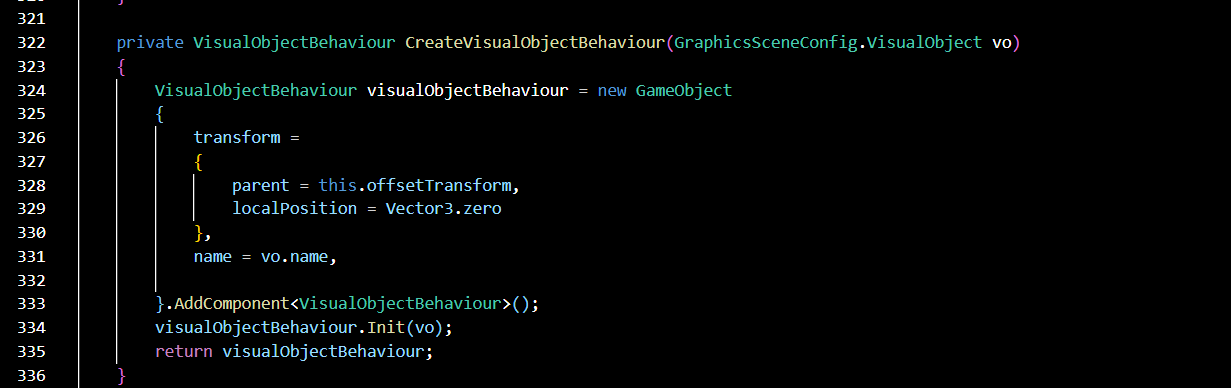 321
322 private VisualObjectBehaviour CreateVisualObjectBehaviour(GraphicsSceneConfig.VisualObject vo)
323 {
324 VisualObjectBehaviour visualObjectBehaviour = new GameObject
325 {
326 transform =
327 {
328 parent = this.offsetTransform,
329 localPosition = Vector3.zero
330 },
331 name = vo.name,
332
333 }.AddComponent<VisualObjectBehaviour>();
334 visualObjectBehaviour.Init(vo);
335 return visualObjectBehaviour;
336 }